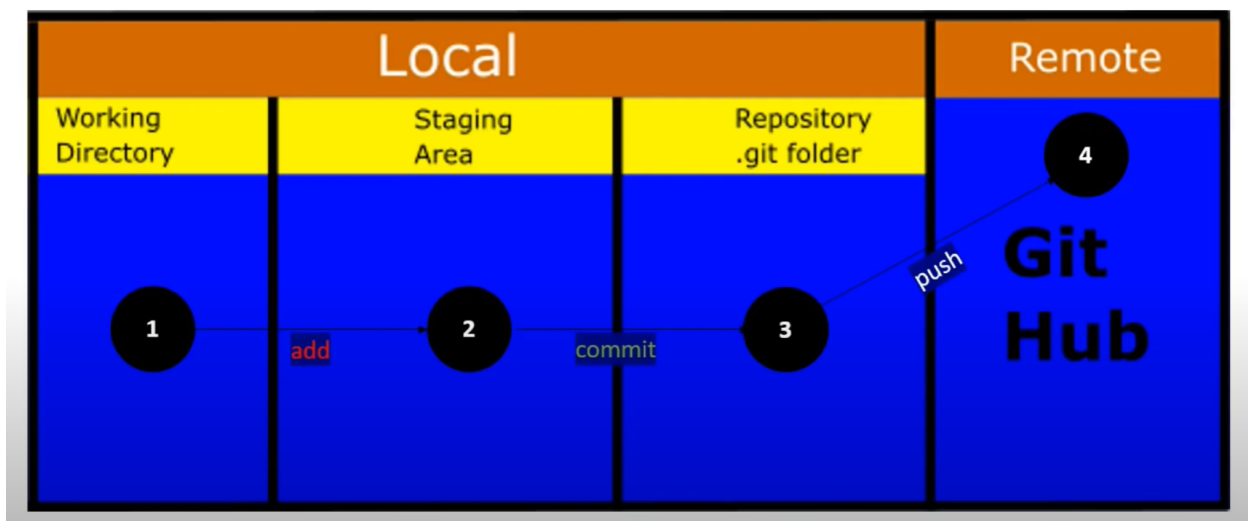 Local
Remote
Working
Directory
Staging
Area
Repository
.git folder
4
Git
Hub
push
1
add
2
commit
3